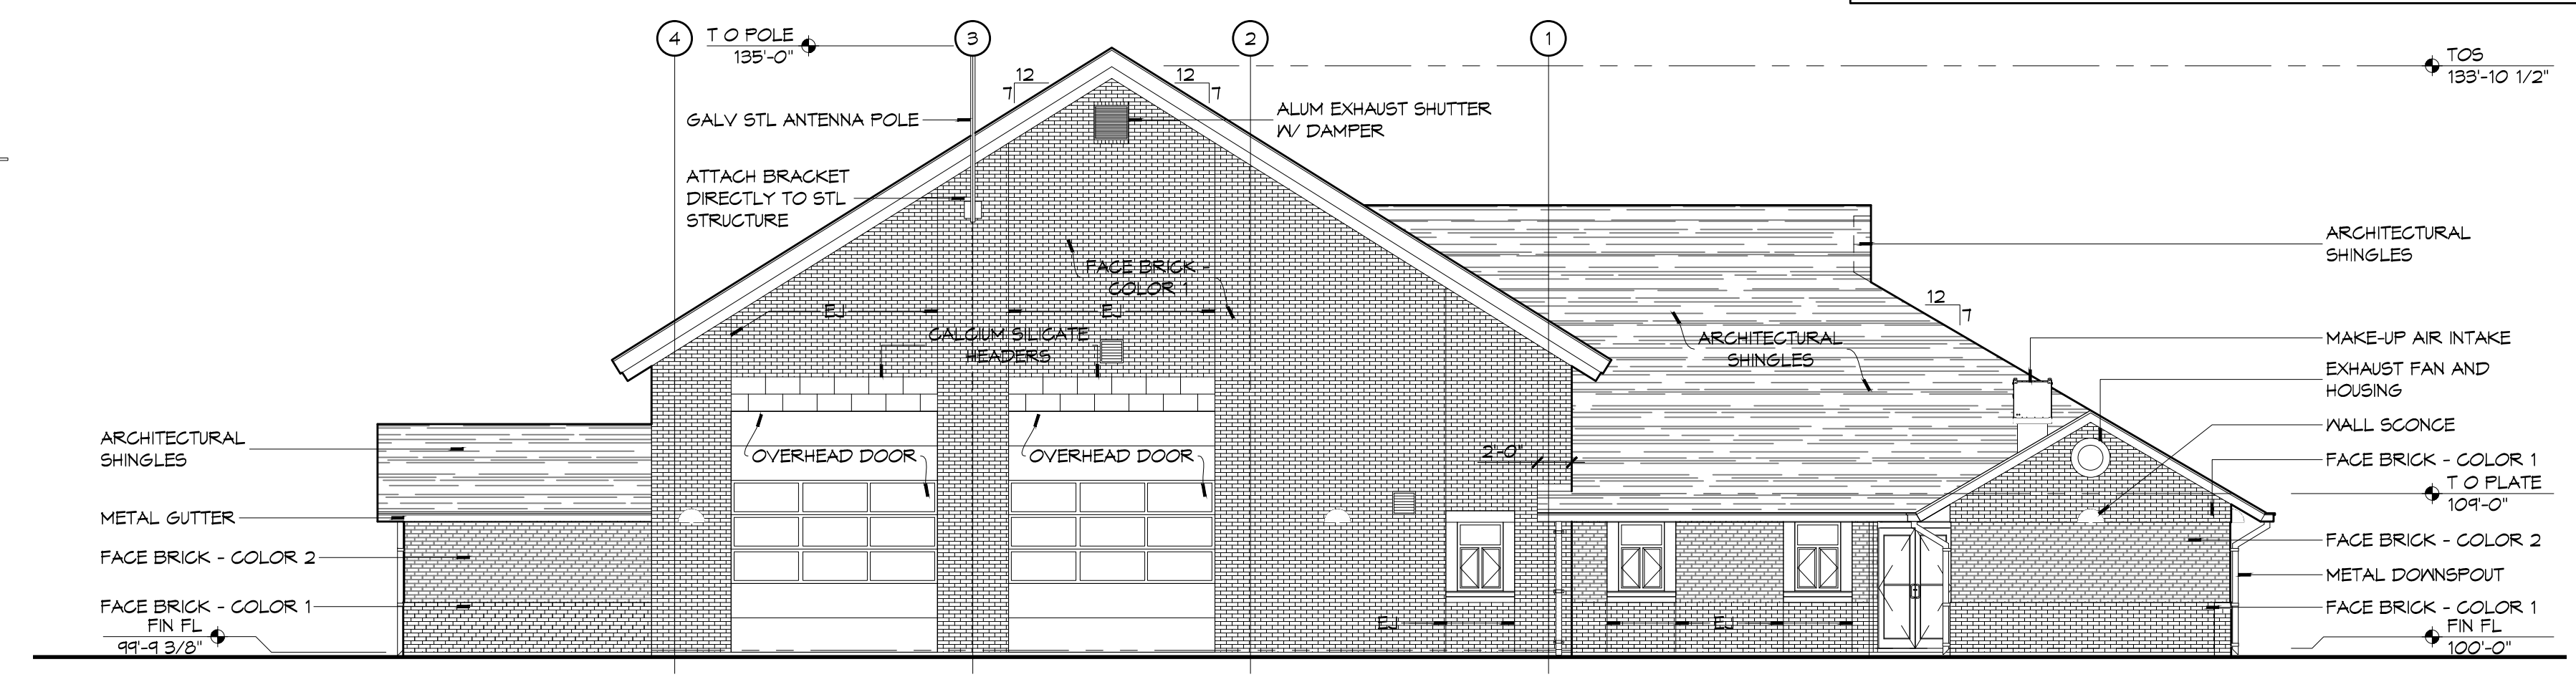 4
T O POLE
135'-0"
3
2
1
TOS
133'-10 1/2"
12
7
12
7
GALV STL ANTENNA POLE
ALUM EXHAUST SHUTTER
W/ DAMPER
ATTACH BRACKET
DIRECTLY TO STL
STRUCTURE
FACE BRICK -
COLOR 1
EJ
EJ
CALCIUM SILICATE
HEADERS
ARCHITECTURAL
SHINGLES
12
7
ARCHITECTURAL
SHINGLES
MAKE-UP AIR INTAKE
EXHAUST FAN AND
HOUSING
WALL SCONCE
FACE BRICK - COLOR 1
T O PLATE
109'-0"
FACE BRICK - COLOR 2
METAL DOWNSPOUT
FACE BRICK - COLOR 1
FIN FL
100'-0"
ARCHITECTURAL
SHINGLES
OVERHEAD DOOR
OVERHEAD DOOR
2'-0"
METAL GUTTER
FACE BRICK - COLOR 2
FACE BRICK - COLOR 1
FIN FL
99'-9 3/8"
EJ
EJ